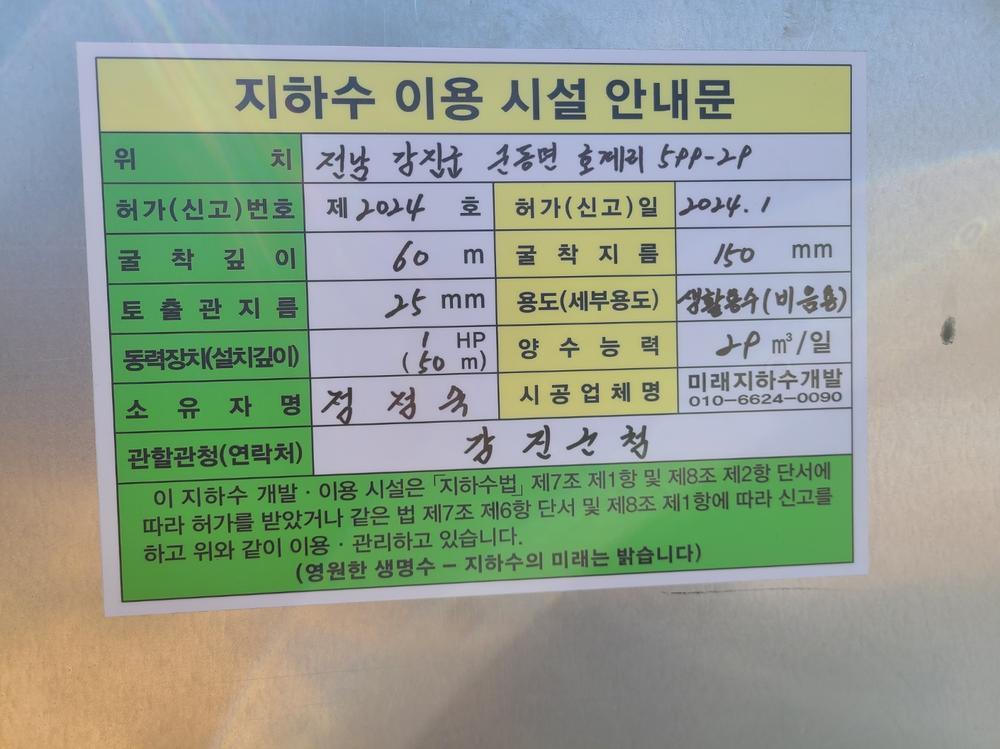 지하수 이용 시설 안내문
위 치 전남 강진군 군동면 호계리 599-29
허가(신고)번호 제 2024 호 허가(신고)일 2024. 1
굴 착 깊 이 60 m 굴 착 지 름 150 mm
토 출 관 지 름 25 mm 용도(세부용도) 생활용수(비음용)
동력장치(설치깊이) 1 HP (50 m) 양 수 능 력 29 m³/일
소 유 자 명 정 점 숙 시 공 업 체 명 미래지하수개발
010-6624-0090
관할관청(연락처) 강 진 군 청
이 지하수 개발 · 이용 시설은 「지하수법」 제7조 제1항 및 제8조 제2항 단서에
따라 허가를 받았거나 같은 법 제7조 제6항 단서 및 제8조 제1항에 따라 신고를
하고 위와 같이 이용 · 관리하고 있습니다.
(영원한 생명수 – 지하수의 미래는 밝습니다)